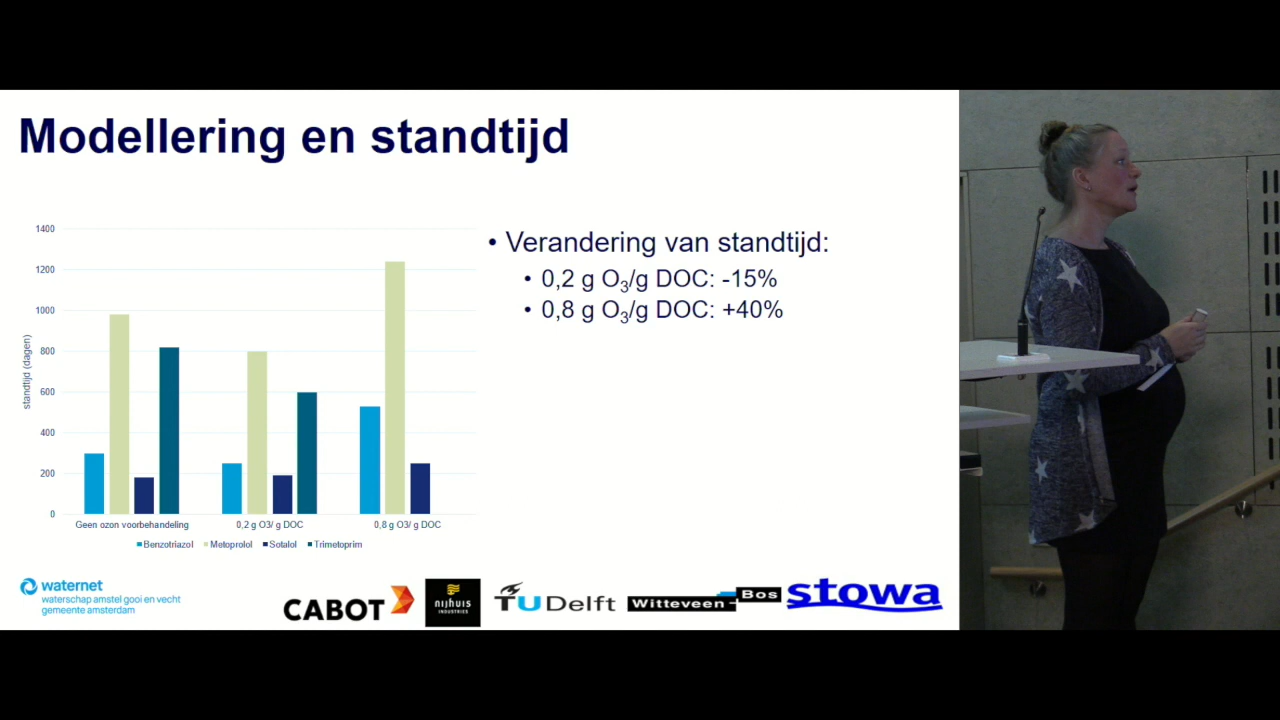 Modellering en standtijd
1400
1200
1000
800
600
400
200
0
standtijd (dagen)
Geen ozon voorbehandeling
0,2 g O3/ g DOC
0,8 g O3/ g DOC
Benzotriazol
Metoprolol
Sotalol
Trimetoprim
• Verandering van standtijd:
• 0,2 g O₃/g DOC: -15%
• 0,8 g O₃/g DOC: +40%
waternet
waterschap amstel gooi en vecht
gemeente amsterdam
CABOT
NIJHUIS
INDUSTRIES
TU Delft
Witteveen
Bos
stowa